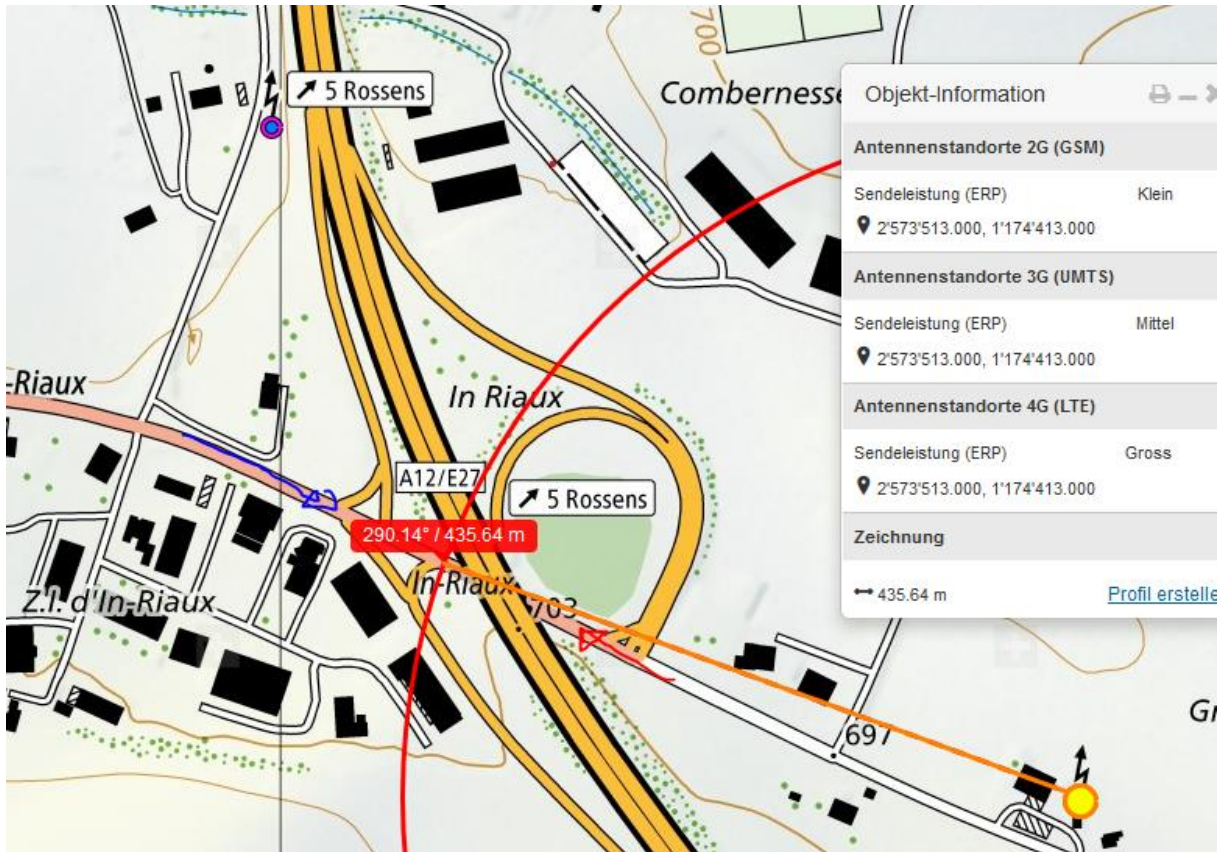 700
5 Rossens
Combernesse
Objekt-Information
Antennenstandorte 2G (GSM)
Sendeleistung (ERP) Klein
2'573'513.000, 1'174'413.000
Antennenstandorte 3G (UMTS)
Sendeleistung (ERP) Mittel
2'573'513.000, 1'174'413.000
Antennenstandorte 4G (LTE)
Sendeleistung (ERP) Gross
2'573'513.000, 1'174'413.000
Zeichnung
435.64 m Profil erstelle
-Riaux
In Riaux
A12/E27
5 Rossens
290.14° / 435.64 m
In-Riaux
Z.I. d'In-Riaux
703
697
Gr